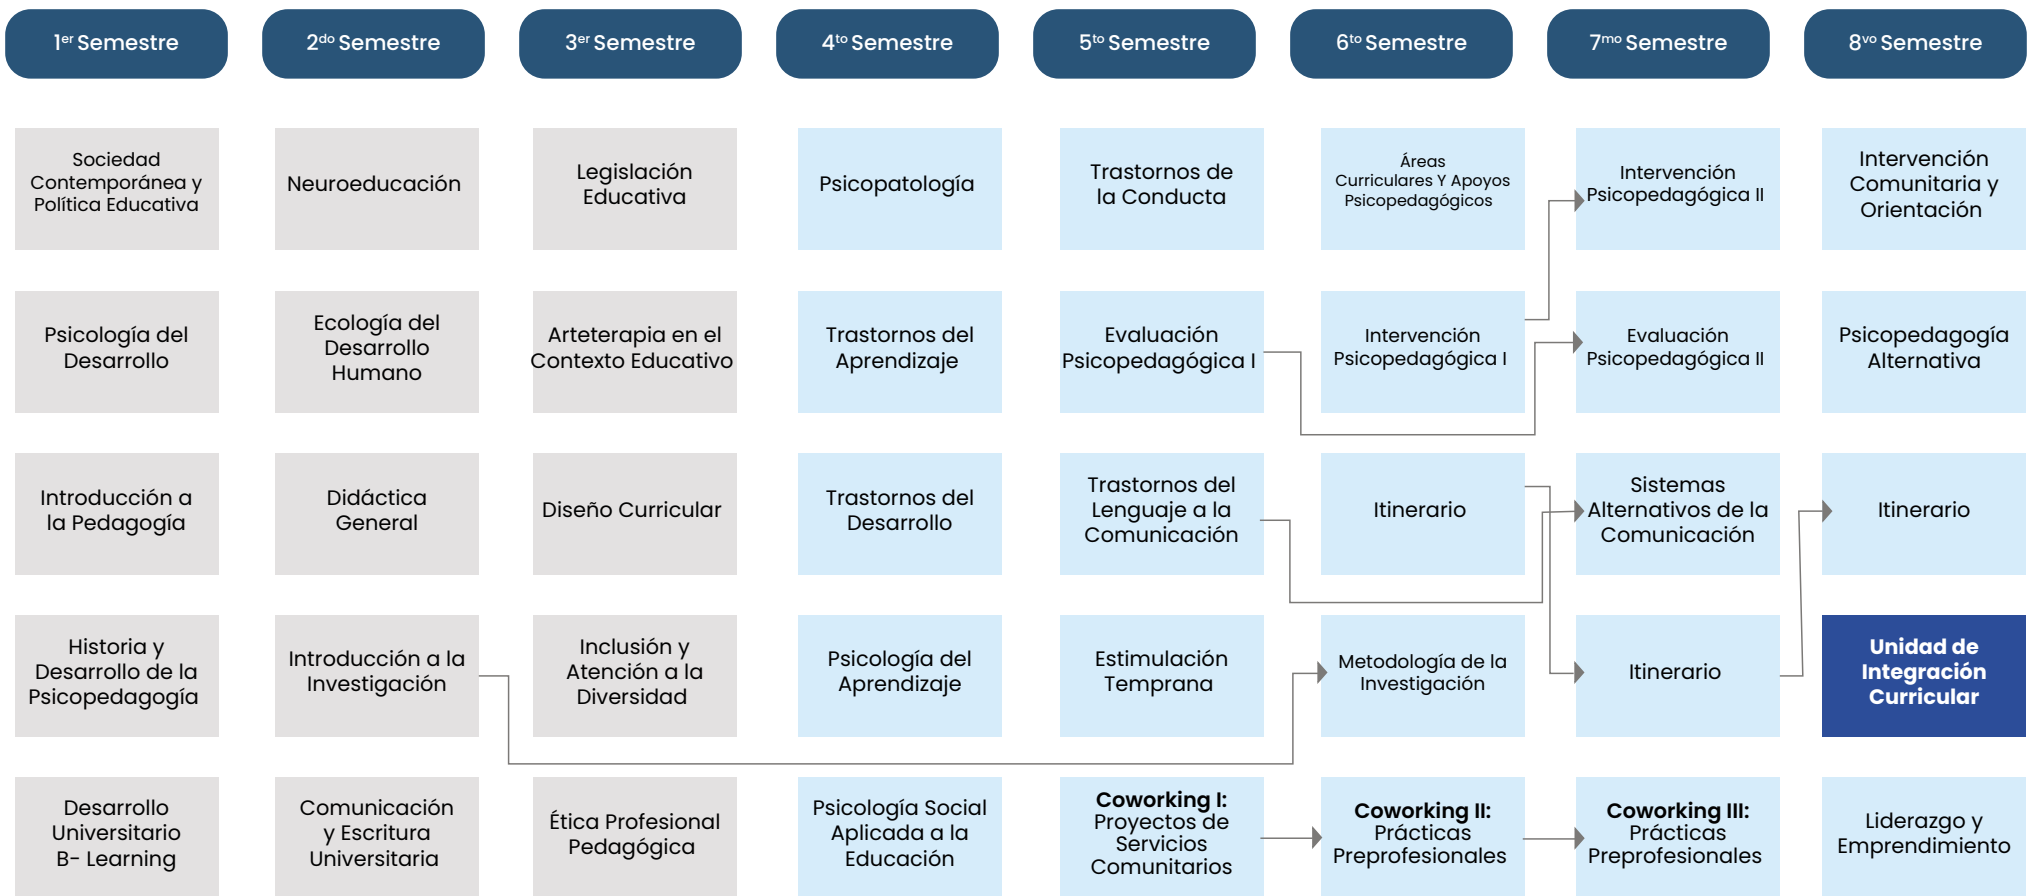 1er Semestre
2do Semestre
3er Semestre
4to Semestre
5to Semestre
6to Semestre
7mo Semestre
8vo Semestre
Sociedad
Contemporánea y
Política Educativa
Neuroeducación
Legislación
Educativa
Psicopatología
Trastornos de
la Conducta
Áreas
Curriculares Y Apoyos
Psicopedagógicos
Intervención
Psicopedagógica II
Intervención
Comunitaria y
Orientación
Psicología del
Desarrollo
Ecología del
Desarrollo
Humano
Arteterapia en el
Contexto Educativo
Trastornos del
Aprendizaje
Evaluación
Psicopedagógica I
Intervención
Psicopedagógica I
Evaluación
Psicopedagógica II
Psicopedagogía
Alternativa
Introducción a
la Pedagogía
Didáctica
General
Diseño Curricular
Trastornos del
Desarrollo
Trastornos del
Lenguaje a la
Comunicación
Itinerario
Sistemas
Alternativos de la
Comunicación
Itinerario
Historia y
Desarrollo de la
Psicopedagogía
Introducción a la
Investigación
Inclusión y
Atención a la
Diversidad
Psicología del
Aprendizaje
Estimulación
Temprana
Metodología de la
Investigación
Itinerario
Unidad de
Integración
Curricular
Desarrollo
Universitario
B- Learning
Comunicación
y Escritura
Universitaria
Ética Profesional
Pedagógica
Psicología Social
Aplicada a la
Educación
Coworking I:
Proyectos de
Servicios
Comunitarios
Coworking II:
Prácticas
Preprofesionales
Coworking III:
Prácticas
Preprofesionales
Liderazgo y
Emprendimiento